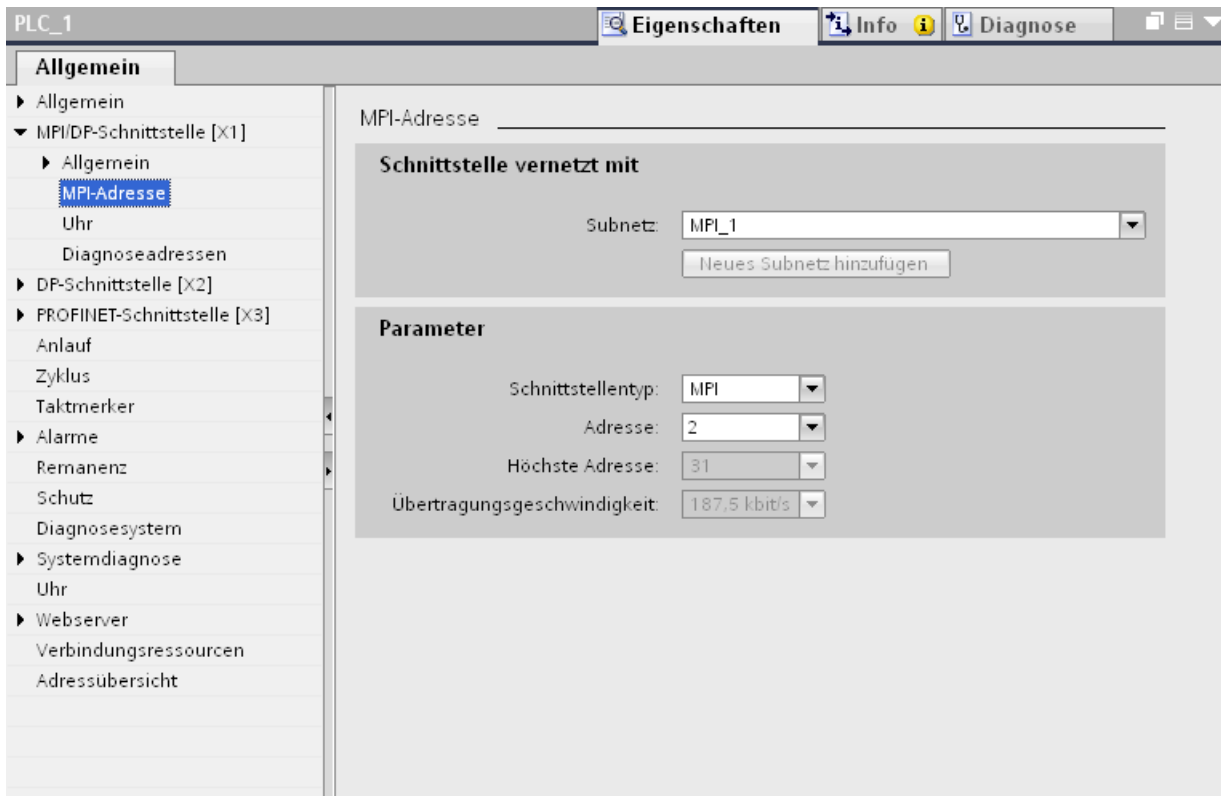 PLC_1
Eigenschaften
Info
Diagnose
Allgemein
Allgemein
MPI/DP-Schnittstelle [X1]
Allgemein
MPI-Adresse
Uhr
Diagnoseadressen
DP-Schnittstelle [X2]
PROFINET-Schnittstelle [X3]
Anlauf
Zyklus
Taktmerker
Alarme
Remanenz
Schutz
Diagnosesystem
Systemdiagnose
Uhr
Webserver
Verbindungsressourcen
Adressübersicht
MPI-Adresse
Schnittstelle vernetzt mit
Subnetz: MPI_1
Neues Subnetz hinzufügen
Parameter
Schnittstellentyp: MPI
Adresse: 2
Höchste Adresse: 31
Übertragungsgeschwindigkeit: 187,5 kbit/s